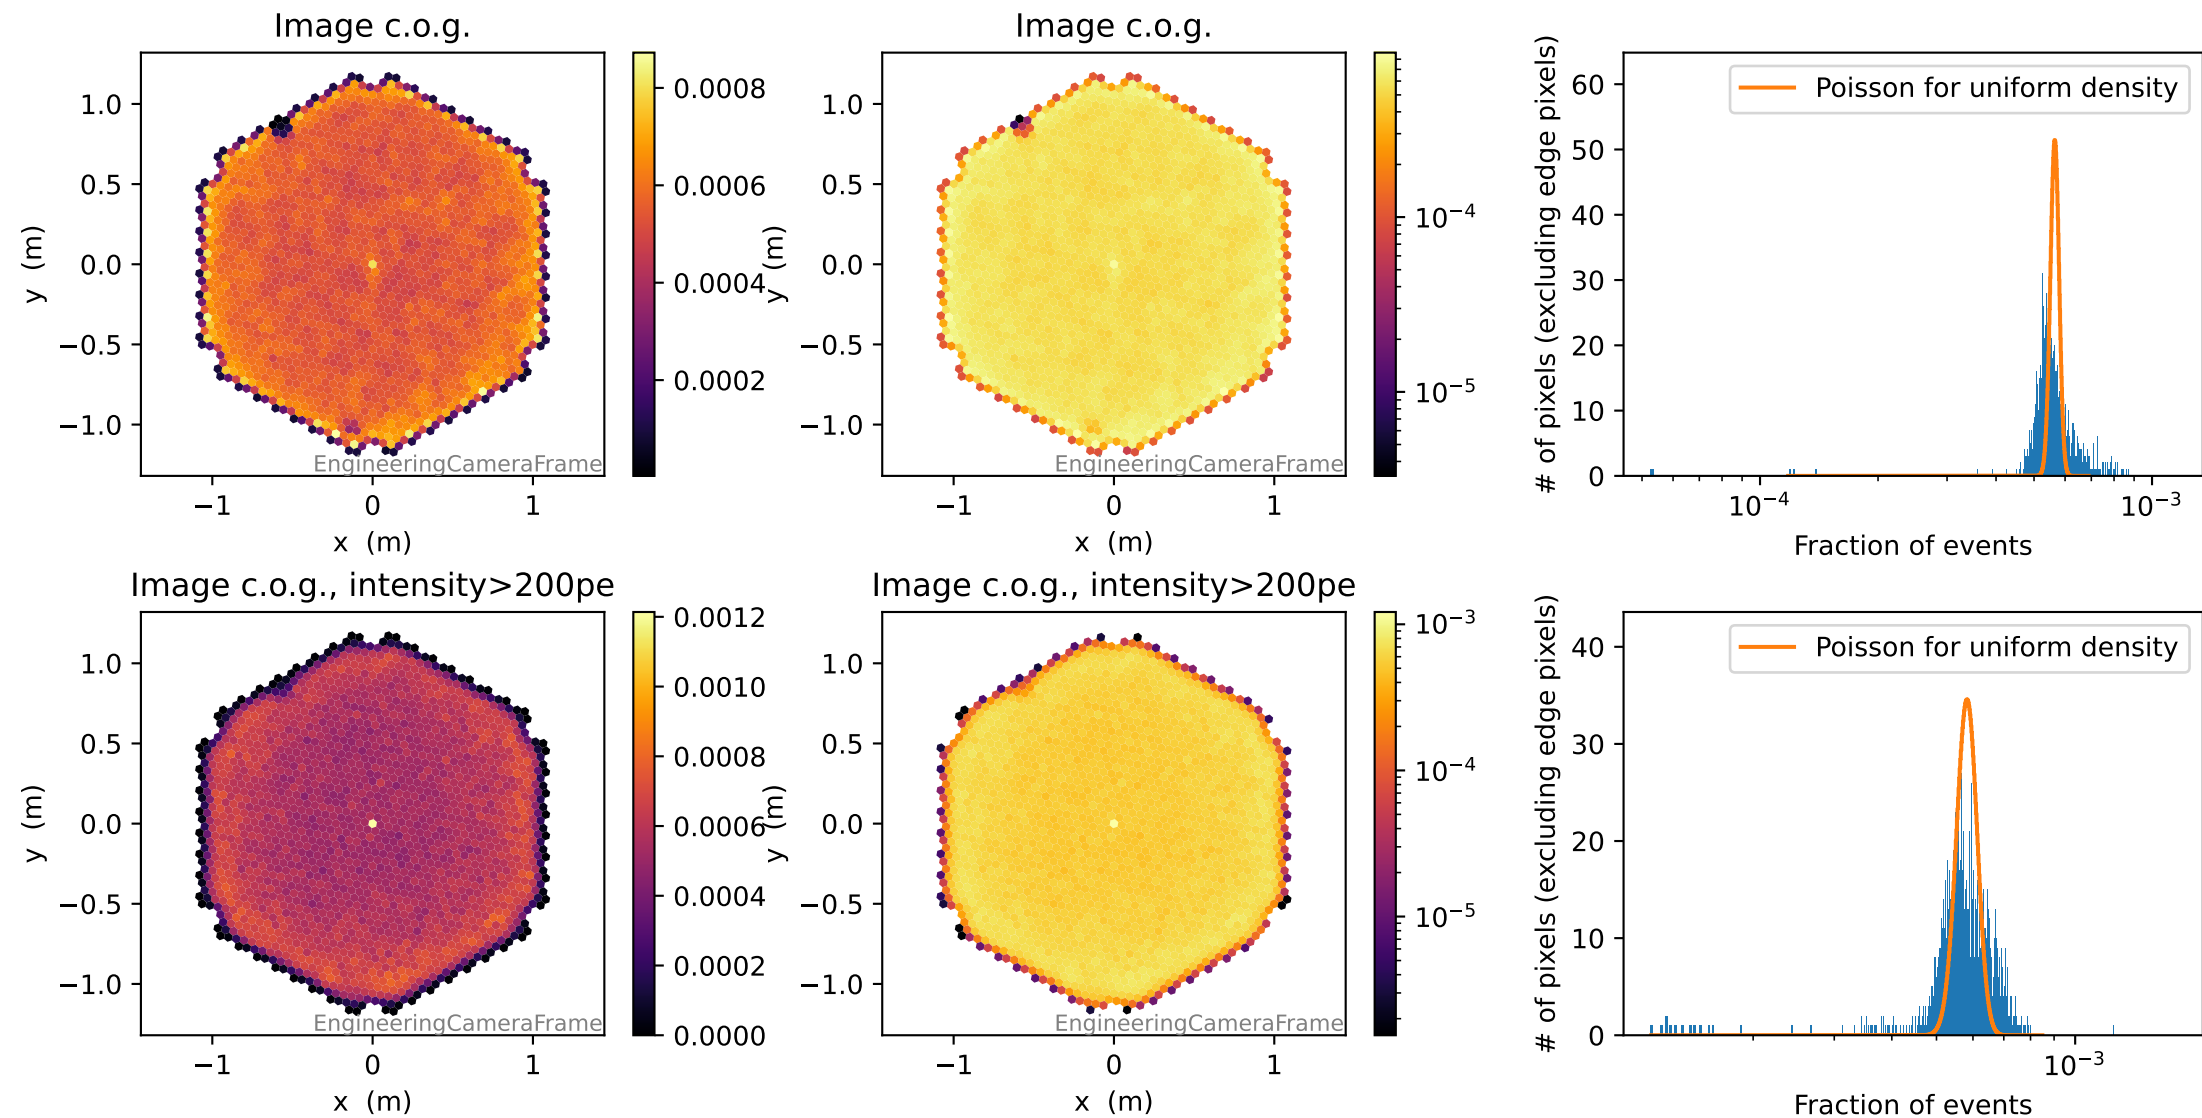 Image c.o.g.
1.0
0.5
0.0
−0.5
−1.0
y (m)
−1 0 1
x (m)
EngineeringCameraFrame
0.0008
0.0006
0.0004
0.0002
Image c.o.g.
1.0
0.5
0.0
−0.5
−1.0
y (m)
−1 0 1
x (m)
EngineeringCameraFrame
10−4
10−5
# of pixels (excluding edge pixels)
60
50
40
30
20
10
0
Poisson for uniform density
10−4 10−3
Fraction of events
Image c.o.g., intensity>200pe
1.0
0.5
0.0
−0.5
−1.0
y (m)
−1 0 1
x (m)
EngineeringCameraFrame
0.0012
0.0010
0.0008
0.0006
0.0004
0.0002
0.0000
Image c.o.g., intensity>200pe
1.0
0.5
0.0
−0.5
−1.0
y (m)
−1 0 1
x (m)
EngineeringCameraFrame
10−3
10−4
10−5
# of pixels (excluding edge pixels)
40
30
20
10
0
Poisson for uniform density
10−3
Fraction of events